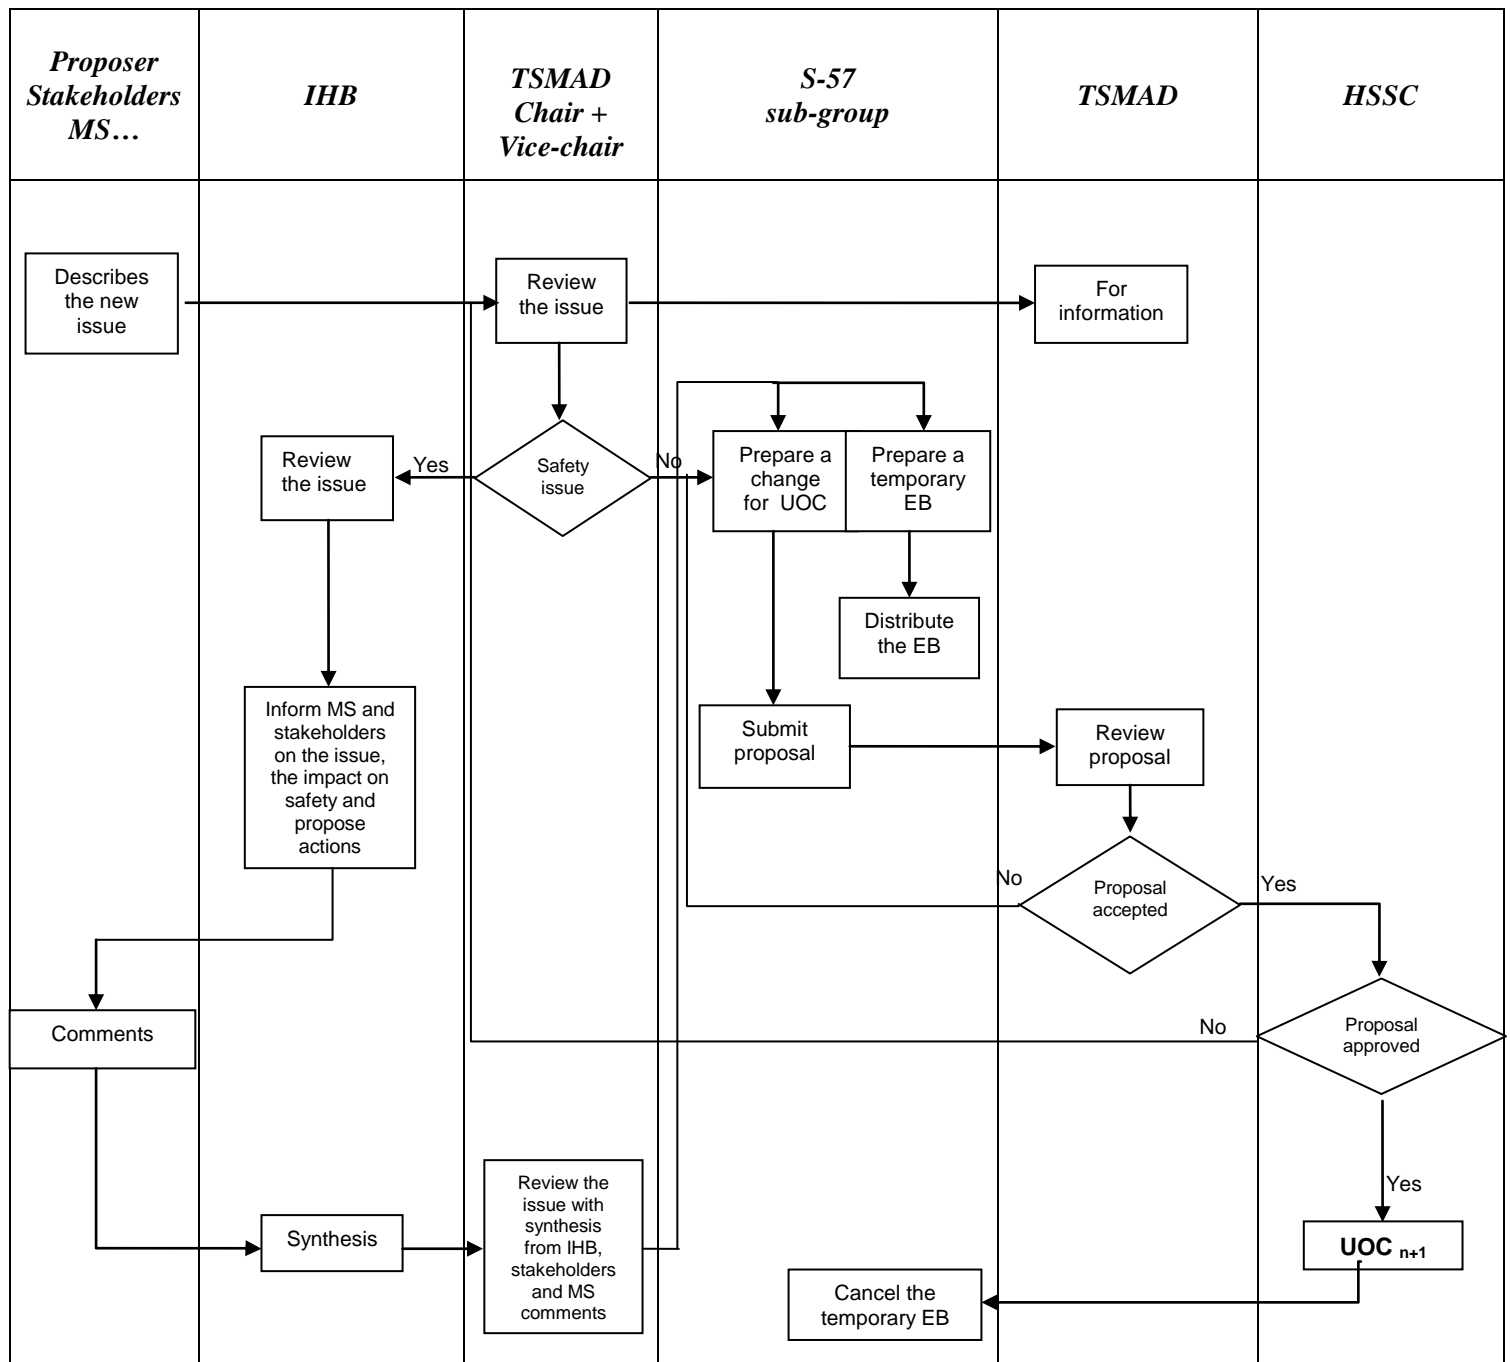 Proposer
Stakeholders
MS…
IHB
TSMAD
Chair +
Vice-chair
S-57
sub-group
TSMAD
HSSC
Describes
the new
issue
Review
the issue
For
information
Review
the issue
Yes
Safety
issue
No
Prepare a
change
for UOC
Prepare a
temporary
EB
Distribute
the EB
Inform MS and
stakeholders
on the issue,
the impact on
safety and
propose
actions
Submit
proposal
Review
proposal
No
Proposal
accepted
Yes
Comments
No
Proposal
approved
Yes
Synthesis
Review the
issue with
synthesis
from IHB,
stakeholders
and MS
comments
UOC n+1
Cancel the
temporary EB